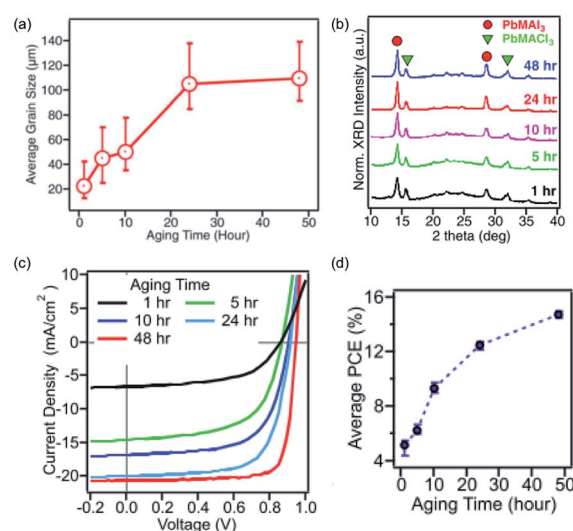 (a)
Average Grain Size (μm)
140
120
100
80
60
40
20
0
10
20
30
40
50
Aging Time (Hour)
(b)
Norm. XRD Intensity (a.u.)
PbMAI₃
PbMACl₃
48 hr
24 hr
10 hr
5 hr
1 hr
10
15
20
25
30
35
40
2 theta (deg)
(c)
Current Density (mA/cm²)
10
5
0
-5
-10
-15
-20
Aging Time
1 hr
5 hr
10 hr
24 hr
48 hr
-0.2
0.0
0.2
0.4
0.6
0.8
1.0
Voltage (V)
(d)
Average PCE (%)
16
12
8
4
0
10
20
30
40
50
Aging Time (hour)